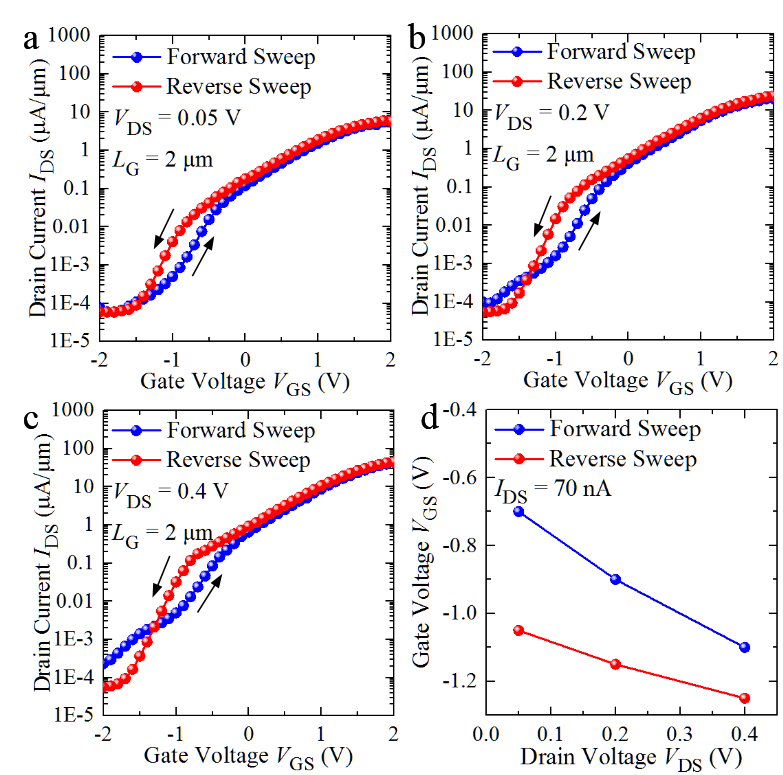 a
1000
100
10
1
0.1
0.01
1E-3
1E-4
1E-5
Drain Current IDS (μA/μm)
Forward Sweep
Reverse Sweep
VDS = 0.05 V
LG = 2 μm
-2 -1 0 1 2
Gate Voltage VGS (V)
b
1000
100
10
1
0.1
0.01
1E-3
1E-4
1E-5
Drain Current IDS (μA/μm)
Forward Sweep
Reverse Sweep
VDS = 0.2 V
LG = 2 μm
-2 -1 0 1 2
Gate Voltage VGS (V)
c
1000
100
10
1
0.1
0.01
1E-3
1E-4
1E-5
Drain Current IDS (μA/μm)
Forward Sweep
Reverse Sweep
VDS = 0.4 V
LG = 2 μm
-2 -1 0 1 2
Gate Voltage VGS (V)
d
-0.4
-0.6
-0.8
-1.0
-1.2
Gate Voltage VGS (V)
Forward Sweep
Reverse Sweep
IDS = 70 nA
0.0 0.1 0.2 0.3 0.4
Drain Voltage VDS (V)